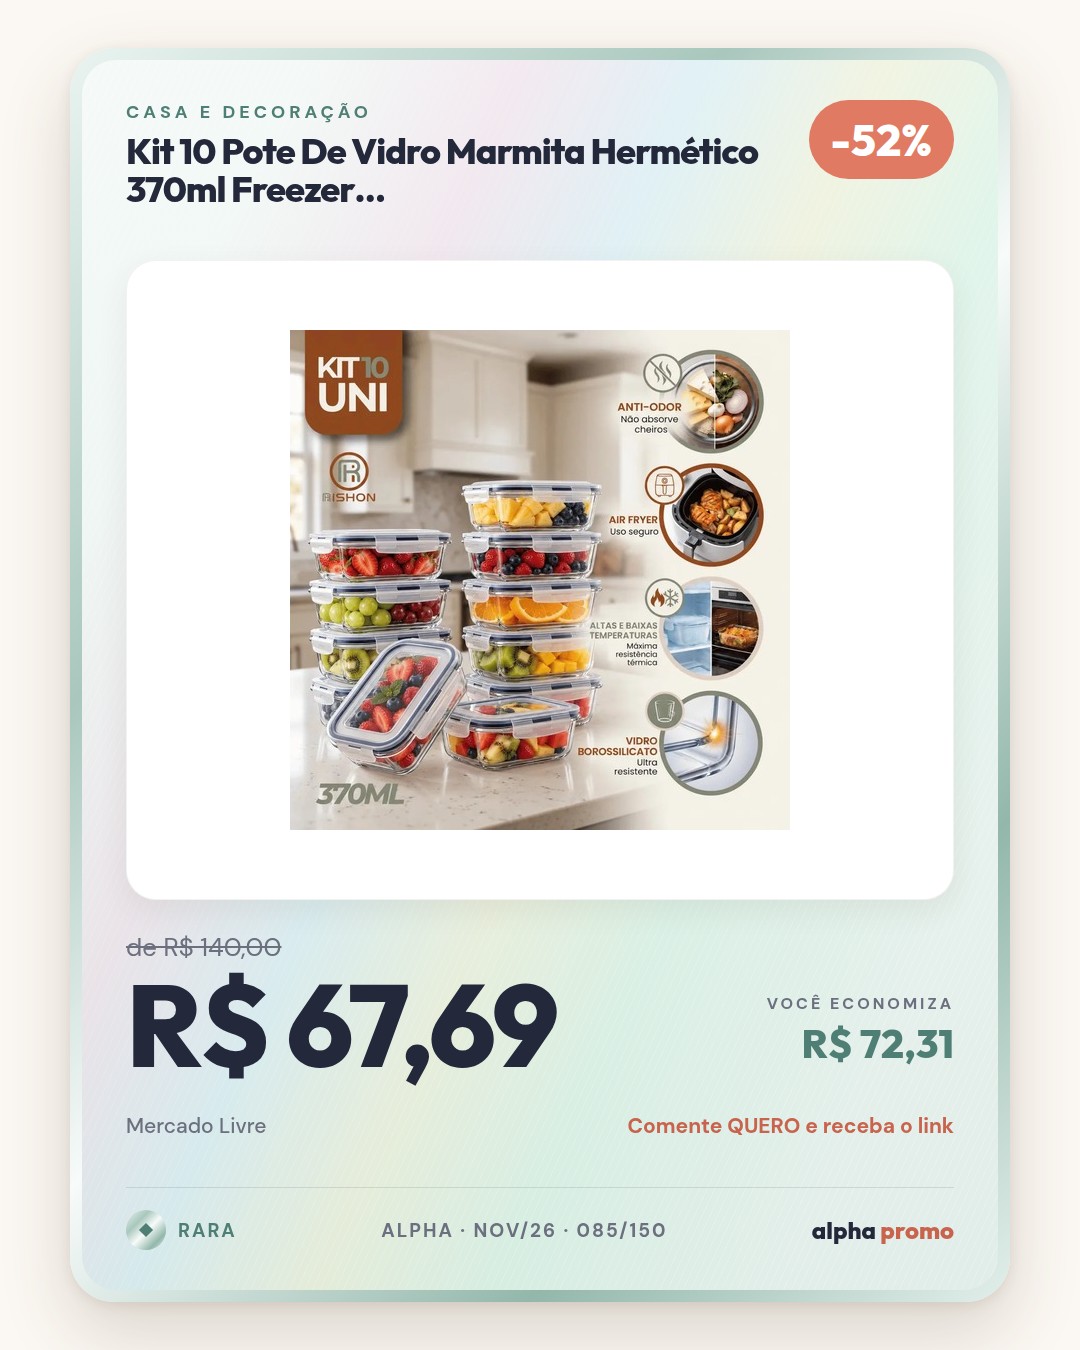 CASA E DECORAÇÃO
Kit 10 Pote De Vidro Marmita Hermético
370ml Freezer...
-52%
KIT 10
UNI
RISHON
ANTI-ODOR
Não absorve
cheiros
AIR FRYER
Uso seguro
ALTAS E BAIXAS
TEMPERATURAS
Máxima
resistência
térmica
VIDRO
BOROSSILICATO
Ultra
resistente
370ML
de R$ 140,00
R$ 67,69
VOCÊ ECONOMIZA
R$ 72,31
Mercado Livre
Comente QUERO e receba o link
RARA
ALPHA · NOV/26 · 085/150
alpha promo